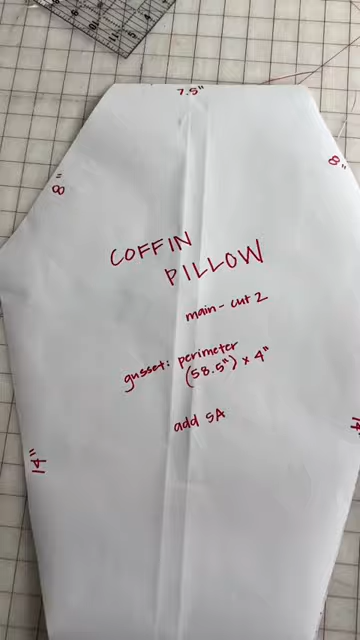 7.5"
8"
8"
COFFIN
PILLOW
main - cut 2
gusset: perimeter
(58.5") x 4"
add SA
14"